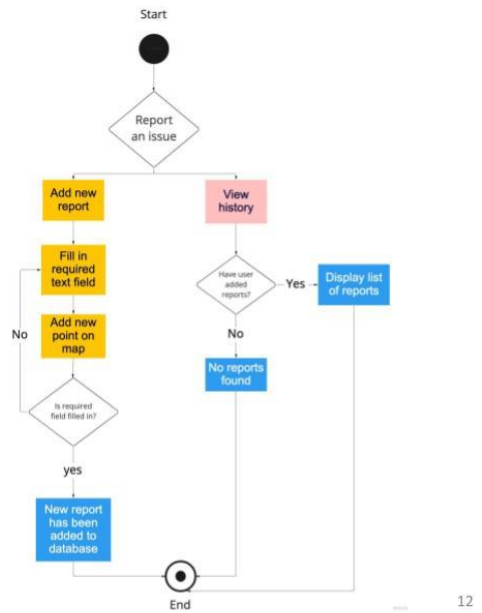 Start
Report
an issue
Add new
report
View
history
Fill in
required
text field
Have user
added
reports?
Yes
Display list
of reports
No
Add new
point on
map
No
No reports
found
Is required
field filled in?
yes
New report
has been
added to
database
End
12